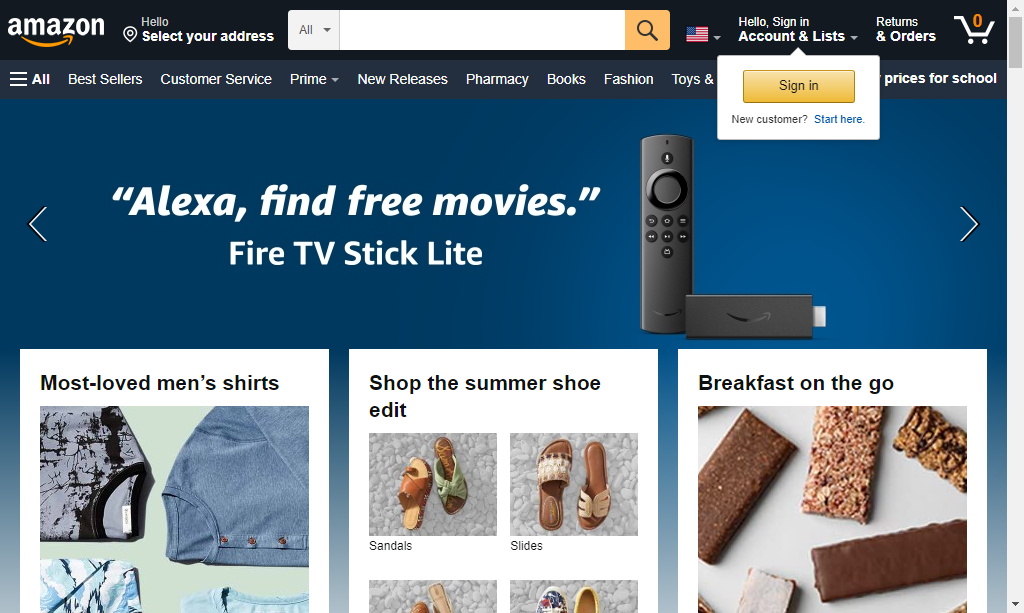 amazon
Hello
Select your address
All
Hello, Sign in
Account & Lists
Returns
& Orders
0
All
Best Sellers
Customer Service
Prime
New Releases
Pharmacy
Books
Fashion
Toys &
prices for school
Sign in
New customer? Start here.
“Alexa, find free movies.”
Fire TV Stick Lite
Most-loved men’s shirts
Shop the summer shoe
edit
Breakfast on the go
Sandals
Slides